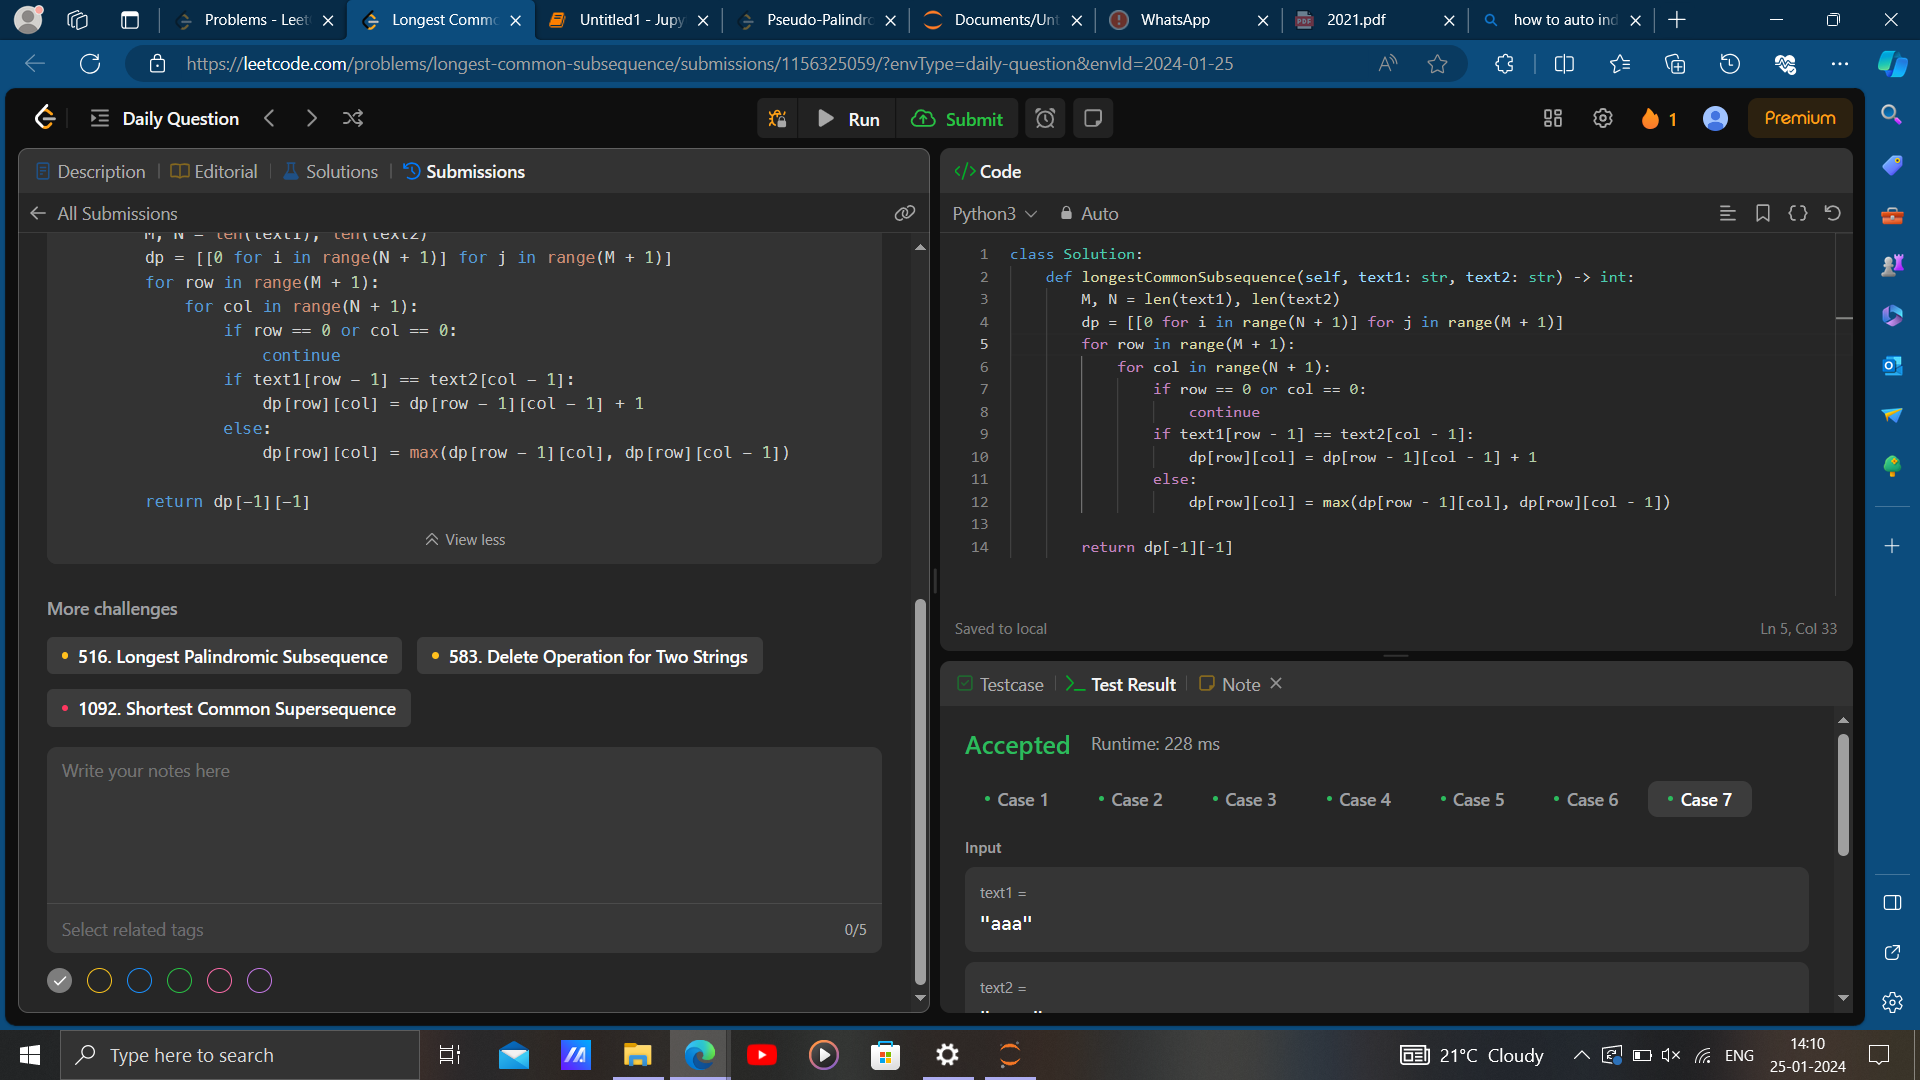 Problems - Leet
Longest Commo
Untitled1 - Jupy
Pseudo-Palindro
Documents/Unt
WhatsApp
2021.pdf
how to auto ind
https://leetcode.com/problems/longest-common-subsequence/submissions/1156325059/?envType=daily-question&envId=2024-01-25
Daily Question
Run
Submit
1
Premium
Description
Editorial
Solutions
Submissions
All Submissions
M, N = len(text1), len(text2)
dp = [[0 for i in range(N + 1)] for j in range(M + 1)]
for row in range(M + 1):
for col in range(N + 1):
if row == 0 or col == 0:
continue
if text1[row - 1] == text2[col - 1]:
dp[row][col] = dp[row - 1][col - 1] + 1
else:
dp[row][col] = max(dp[row - 1][col], dp[row][col - 1])
return dp[-1][-1]
View less
More challenges
516. Longest Palindromic Subsequence
583. Delete Operation for Two Strings
1092. Shortest Common Supersequence
Write your notes here
Select related tags
0/5
</> Code
Python3
Auto
1 class Solution:
2 def longestCommonSubsequence(self, text1: str, text2: str) -> int:
3 M, N = len(text1), len(text2)
4 dp = [[0 for i in range(N + 1)] for j in range(M + 1)]
5 for row in range(M + 1):
6 for col in range(N + 1):
7 if row == 0 or col == 0:
8 continue
9 if text1[row - 1] == text2[col - 1]:
10 dp[row][col] = dp[row - 1][col - 1] + 1
11 else:
12 dp[row][col] = max(dp[row - 1][col], dp[row][col - 1])
13
14 return dp[-1][-1]
Saved to local
Ln 5, Col 33
Testcase
Test Result
Note
Accepted
Runtime: 228 ms
Case 1
Case 2
Case 3
Case 4
Case 5
Case 6
Case 7
Input
text1 =
"aaa"
text2 =
Type here to search
21°C Cloudy
ENG
14:10
25-01-2024